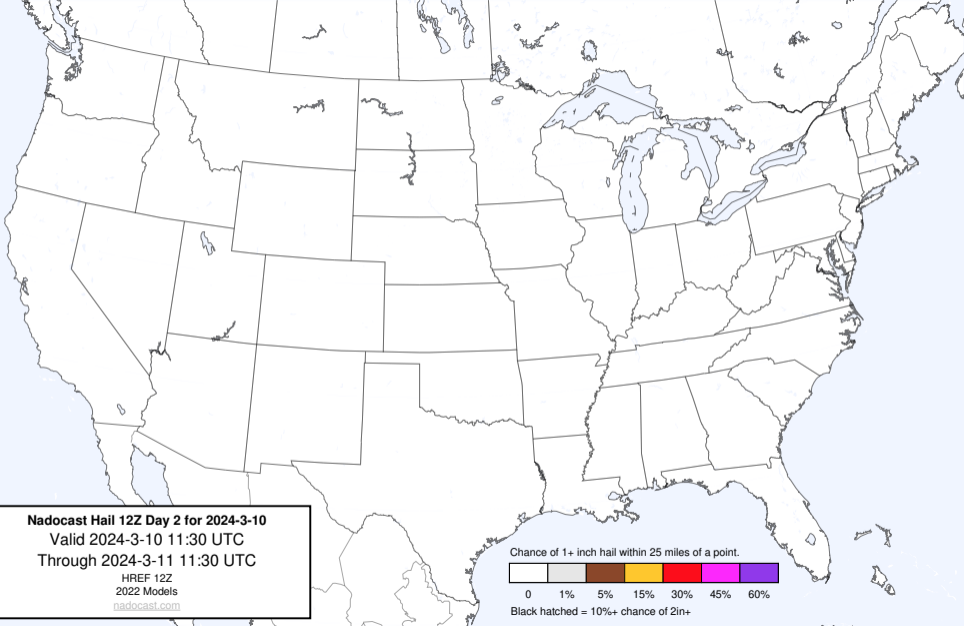 Nadocast Hail 12Z Day 2 for 2024-3-10
Valid 2024-3-10 11:30 UTC
Through 2024-3-11 11:30 UTC
HREF 12Z
2022 Models
nadocast.com
Chance of 1+ inch hail within 25 miles of a point.
0 1% 5% 15% 30% 45% 60%
Black hatched = 10%+ chance of 2in+